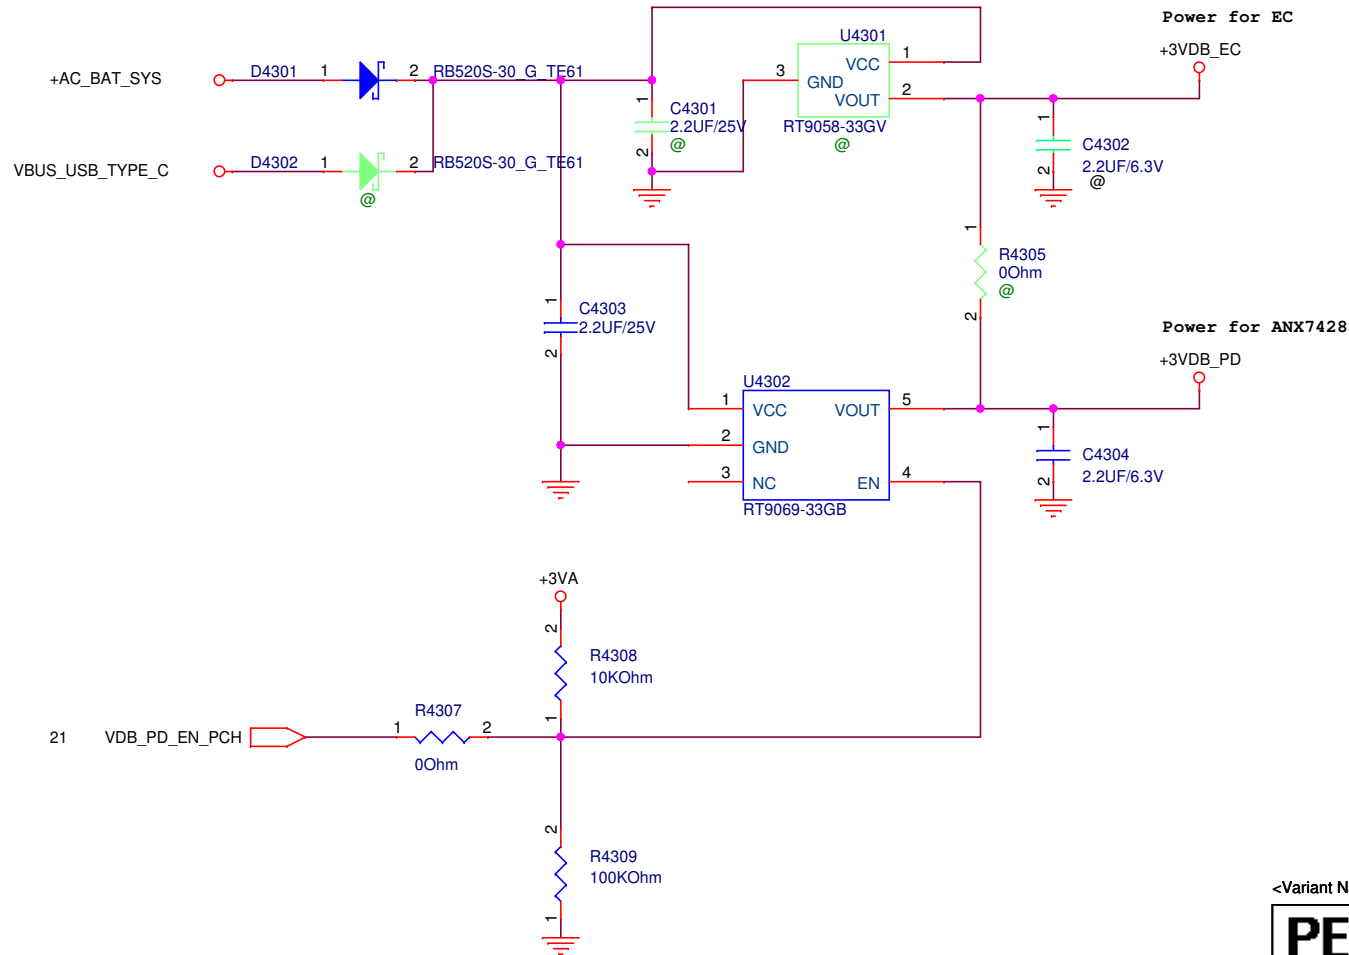 Power for EC
+3VDB_EC
U4301
VCC 1
3 GND
VOUT 2
RT9058-33GV
@
+AC_BAT_SYS
D4301 1 2 RB520S-30_G_TE61
1
C4301
2.2UF/25V
@
2
1
C4302
2.2UF/6.3V
@
2
VBUS_USB_TYPE_C
D4302 1 2 RB520S-30_G_TE61
@
1
R4305
0Ohm
@
2
1
C4303
2.2UF/25V
2
Power for ANX7428
+3VDB_PD
U4302
1 VCC VOUT 5
2 GND
3 NC EN 4
RT9069-33GB
1
C4304
2.2UF/6.3V
2
+3VA
2
R4308
10KOhm
1
R4307
21 VDB_PD_EN_PCH 1 2
0Ohm
2
R4309
100KOhm
1
<Variant N
PE